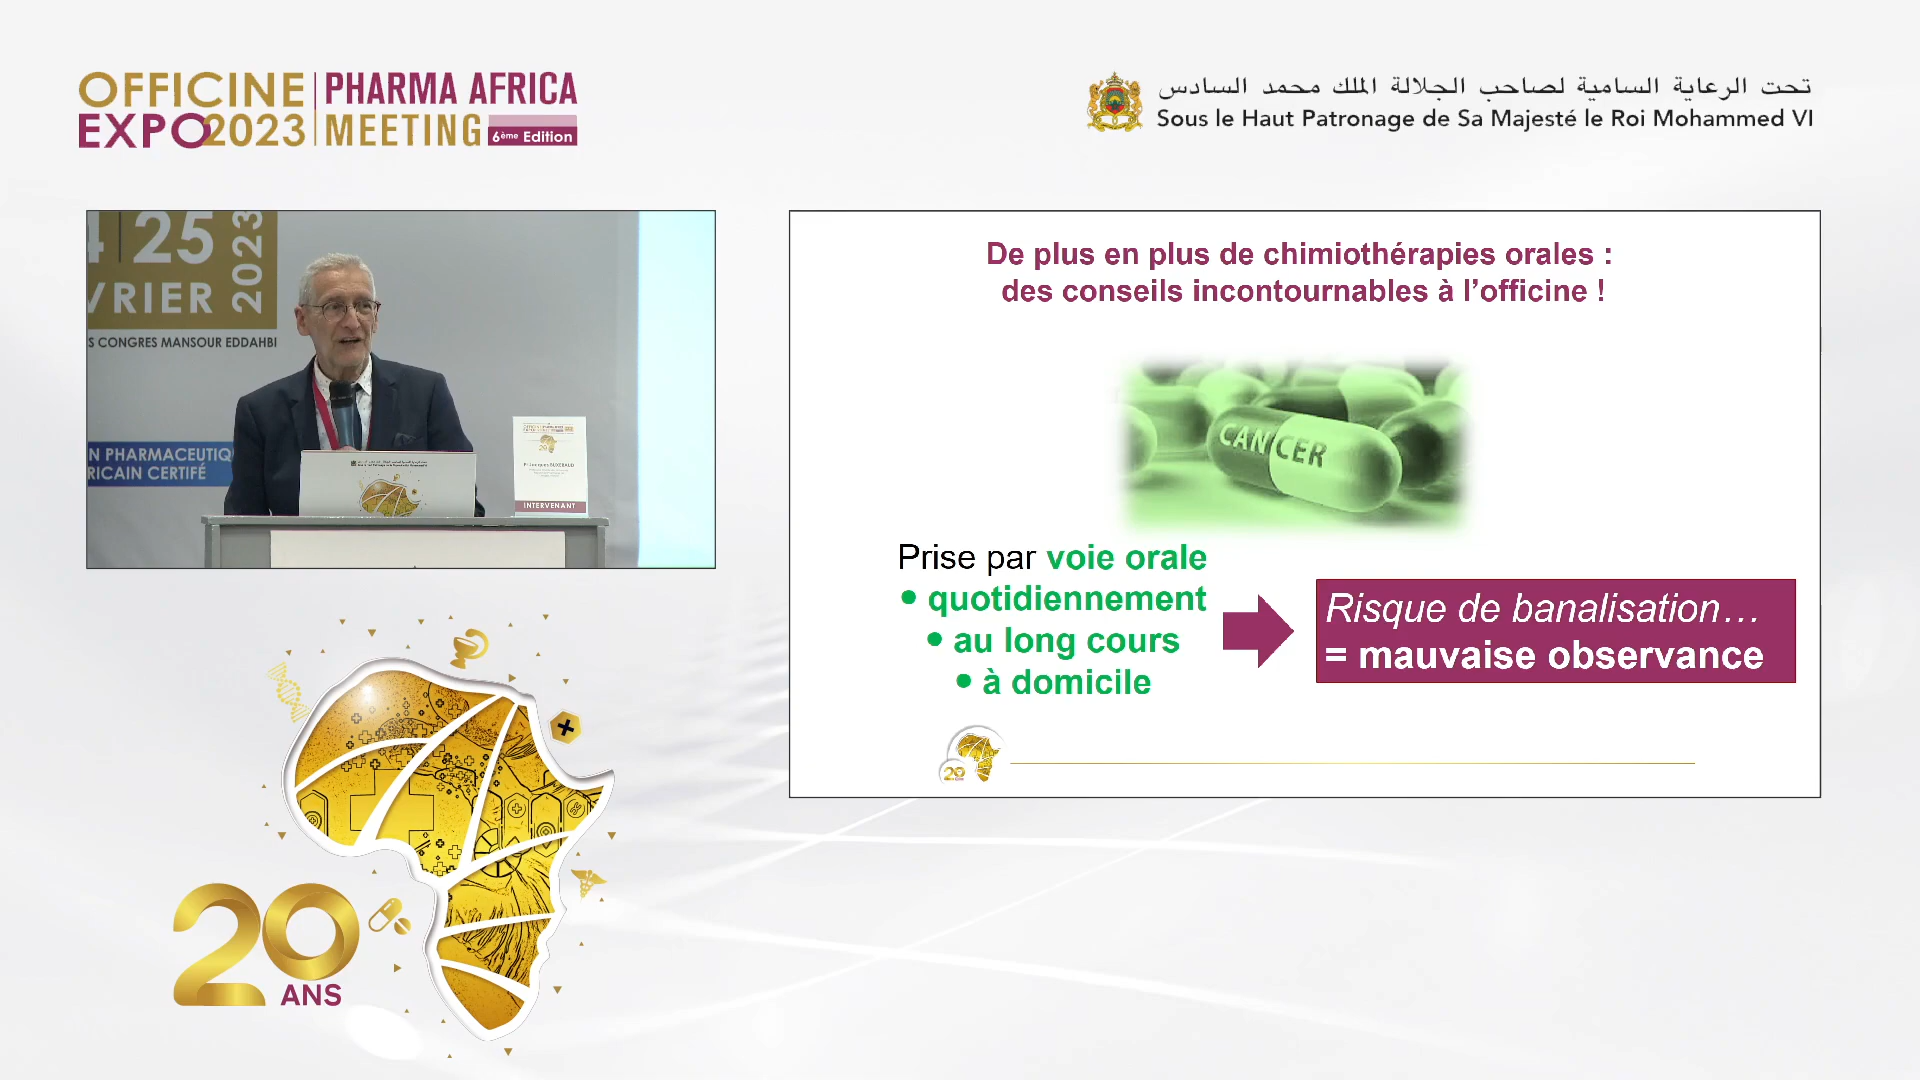 OFFICINE
EXPO2023
PHARMA AFRICA
MEETING
6ème Edition
تحت الرعاية السامية لصاحب الجلالة الملك محمد السادس
Sous le Haut Patronage de Sa Majesté le Roi Mohammed VI
25
VRIER
2023
S CONGRES MANSOUR EDDAHBI
N PHARMACEUTIQ
RICAIN CERTIFÉ
INTERVENANT
De plus en plus de chimiothérapies orales :
des conseils incontournables à l'officine !
CANCER
Prise par voie orale
• quotidiennement
• au long cours
• à domicile
Risque de banalisation…
= mauvaise observance
20
20
ANS